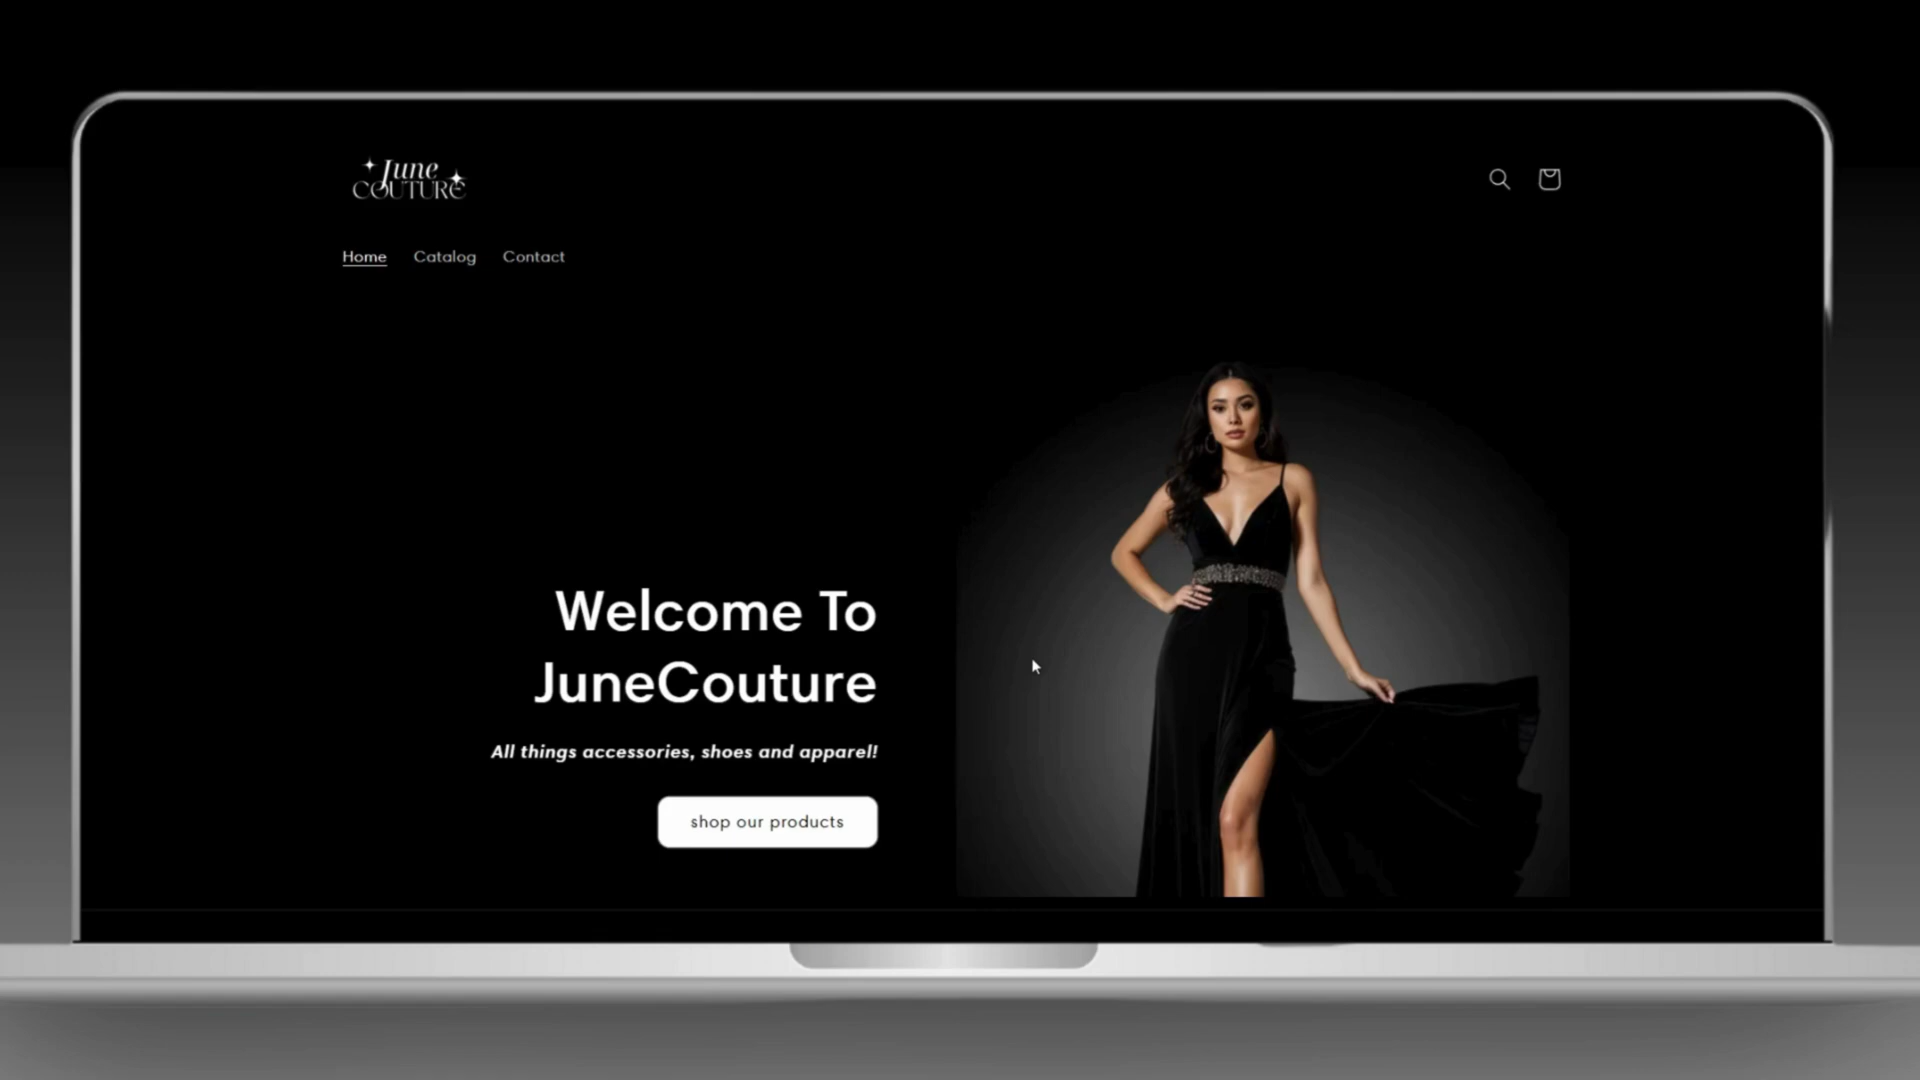 June
COUTURE
Home Catalog Contact
Welcome To
JuneCouture
All things accessories, shoes and apparel!
shop our products